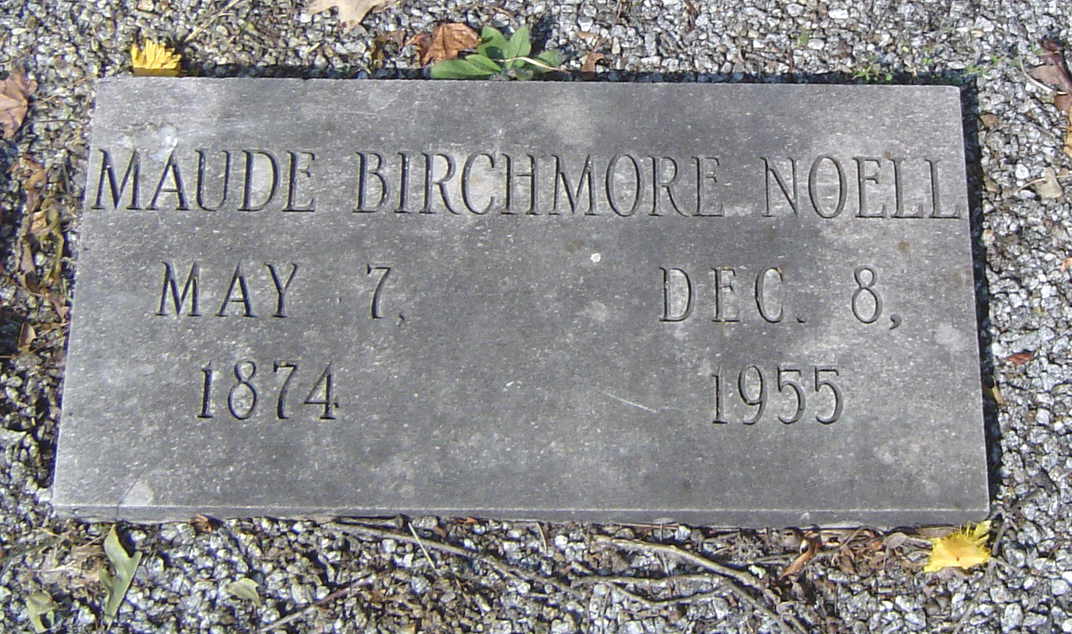 MAUDE BIRCHMORE NOELL
MAY 7, DEC. 8,
1874 1955